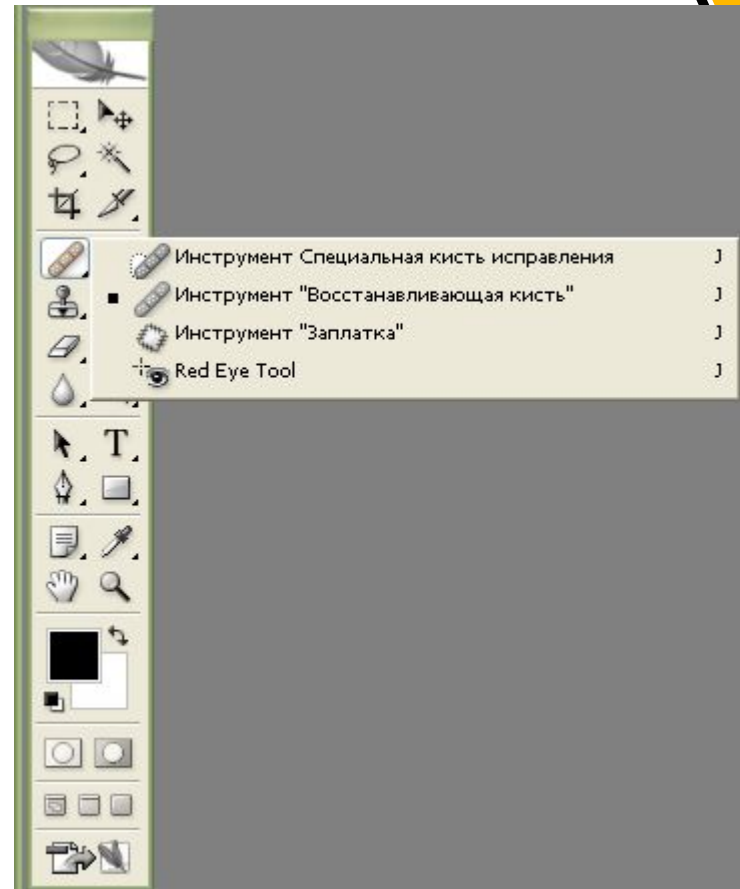 Инструмент Специальная кисть исправления J
Инструмент "Восстанавливающая кисть" J
Инструмент "Заплатка" J
Red Eye Tool J
T